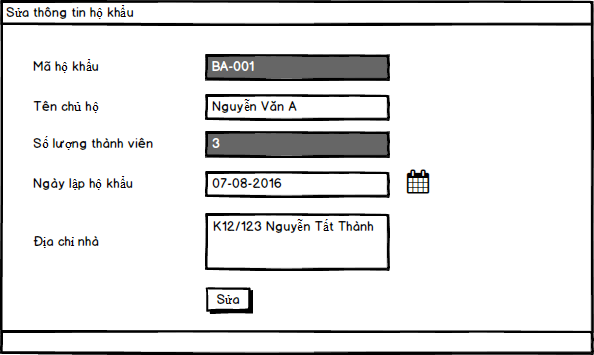 Sửa thông tin hộ khẩu
Mã hộ khẩu BA-001
Tên chủ hộ Nguyễn Văn A
Số lượng thành viên 3
Ngày lập hộ khẩu 07-08-2016
Địa chỉ nhà K12/123 Nguyễn Tất Thành
Sửa